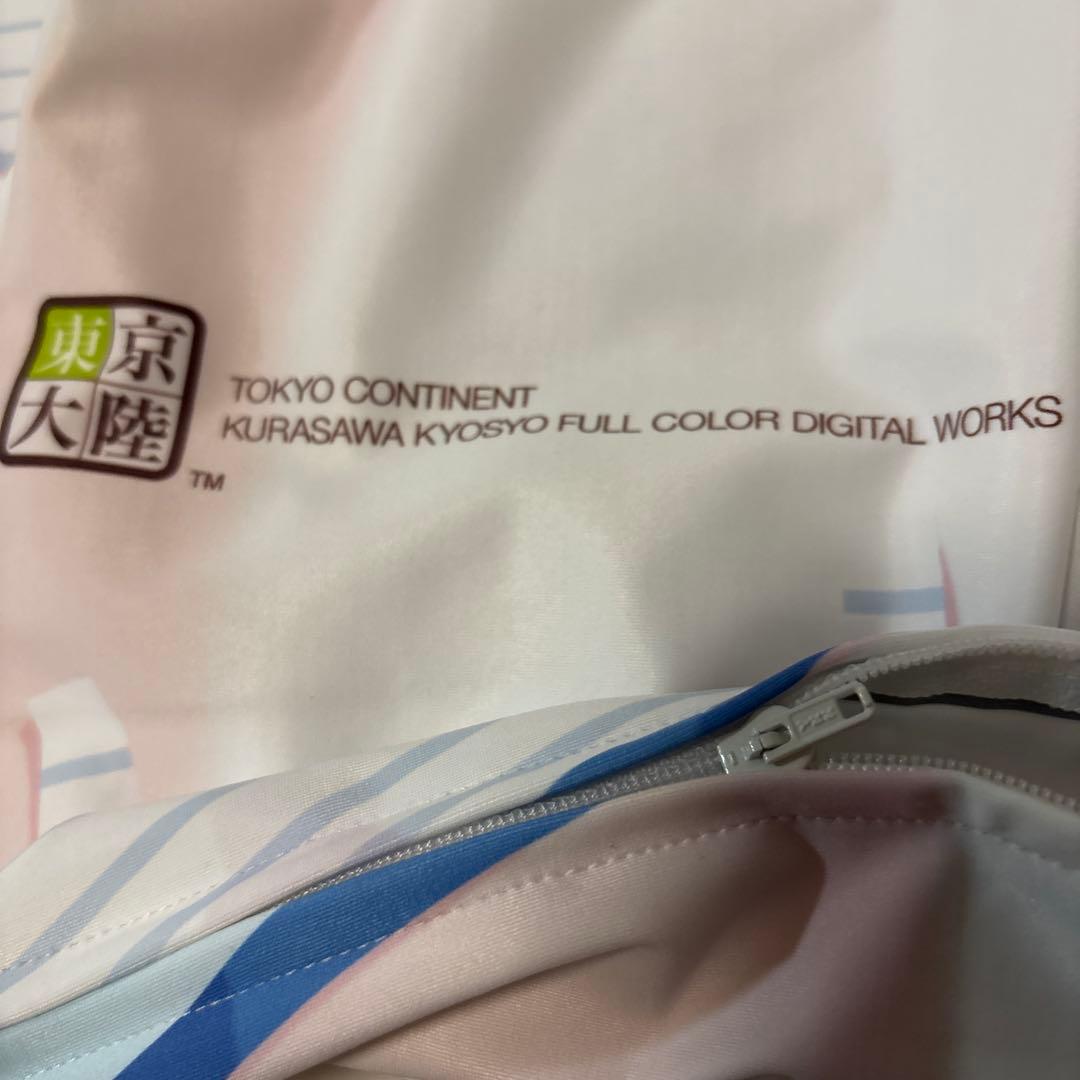 東京
大陸
TM
TOKYO CONTINENT
KURASAWA KYOSYO FULL COLOR DIGITAL WORKS